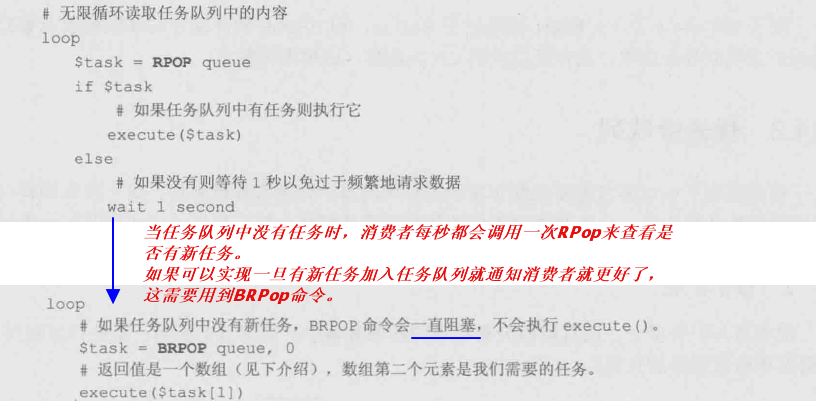 # 无限循环读取任务队列中的内容
loop
$task = RPOP queue
if $task
# 如果任务队列中有任务则执行它
execute($task)
else
# 如果没有则等待 1 秒以免过于频繁地请求数据
wait 1 second
当任务队列中没有任务时，消费者每秒都会调用一次RPop来查看是
否有新任务。
如果可以实现一旦有新任务加入任务队列就通知消费者就更好了，
这需要用到BRPop命令。
loop
# 如果任务队列中没有新任务，BRPOP 命令会一直阻塞，不会执行 execute()。
$task = BRPOP queue, 0
# 返回值是一个数组（见下介绍），数组第二个元素是我们需要的任务。
execute($task[1])